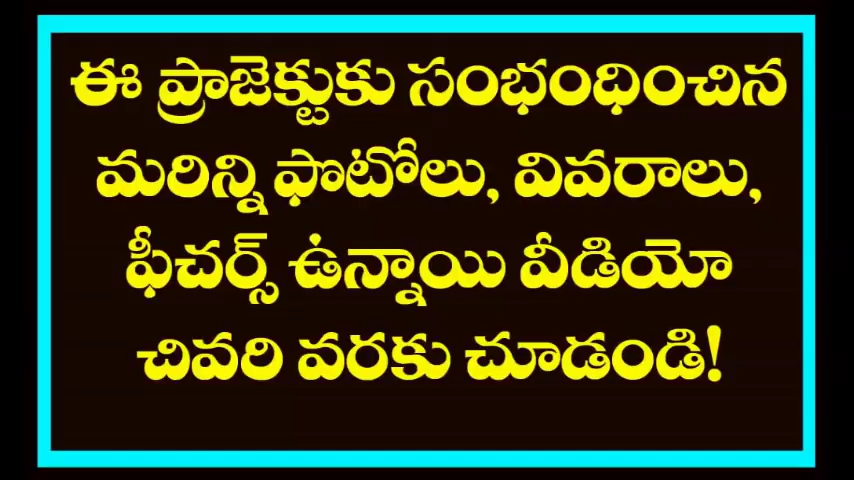 ఈ ప్రాజెక్టుకు సంభంధించిన
మరిన్ని ఫొటోలు, వివరాలు,
ఫీచర్స్ ఉన్నాయి వీడియో
చివరి వరకు చూడండి!